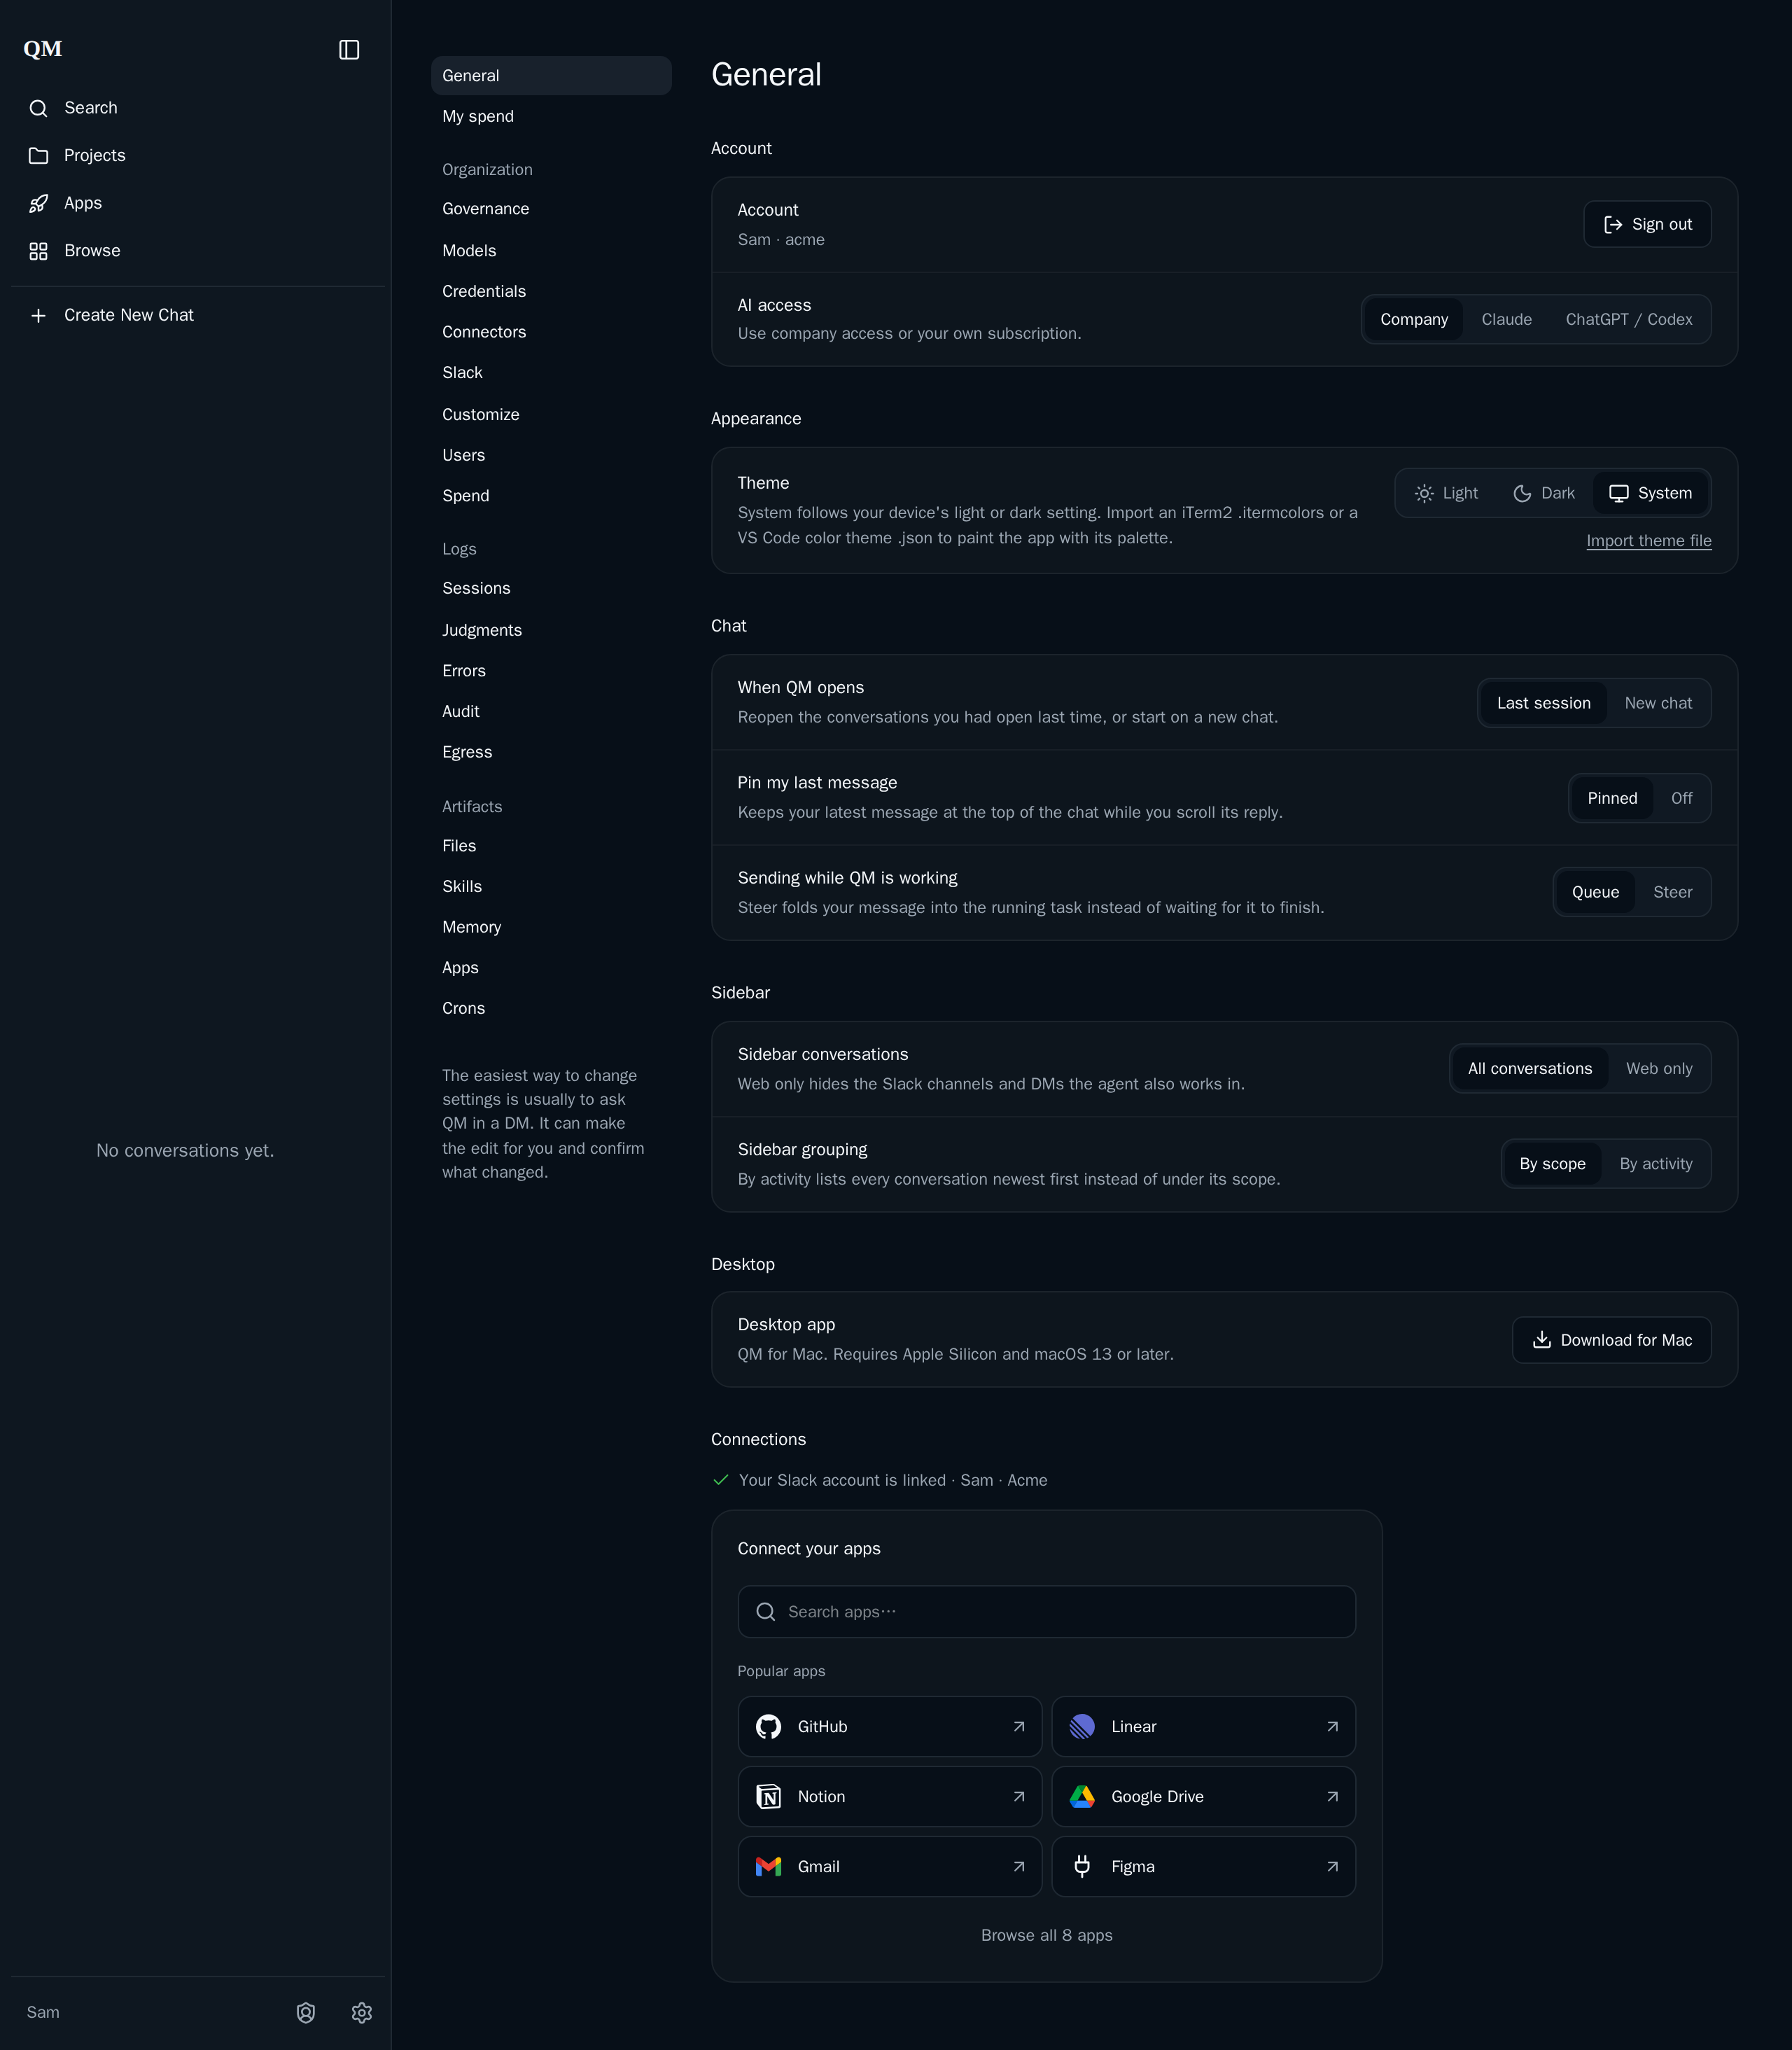 QM
Search
Projects
Apps
Browse
Create New Chat
No conversations yet.
Sam
General
My spend
Organization
Governance
Models
Credentials
Connectors
Slack
Customize
Users
Spend
Logs
Sessions
Judgments
Errors
Audit
Egress
Artifacts
Files
Skills
Memory
Apps
Crons
The easiest way to change
settings is usually to ask
QM in a DM. It can make
the edit for you and confirm
what changed.
General
Account
Account
Sam · acme
Sign out
AI access
Use company access or your own subscription.
Company Claude ChatGPT / Codex
Appearance
Theme
System follows your device's light or dark setting. Import an iTerm2 .itermcolors or a
VS Code color theme .json to paint the app with its palette.
Light Dark System
Import theme file
Chat
When QM opens
Reopen the conversations you had open last time, or start on a new chat.
Last session New chat
Pin my last message
Keeps your latest message at the top of the chat while you scroll its reply.
Pinned Off
Sending while QM is working
Steer folds your message into the running task instead of waiting for it to finish.
Queue Steer
Sidebar
Sidebar conversations
Web only hides the Slack channels and DMs the agent also works in.
All conversations Web only
Sidebar grouping
By activity lists every conversation newest first instead of under its scope.
By scope By activity
Desktop
Desktop app
QM for Mac. Requires Apple Silicon and macOS 13 or later.
Download for Mac
Connections
Your Slack account is linked · Sam · Acme
Connect your apps
Search apps…
Popular apps
GitHub
Linear
Notion
Google Drive
Gmail
Figma
Browse all 8 apps